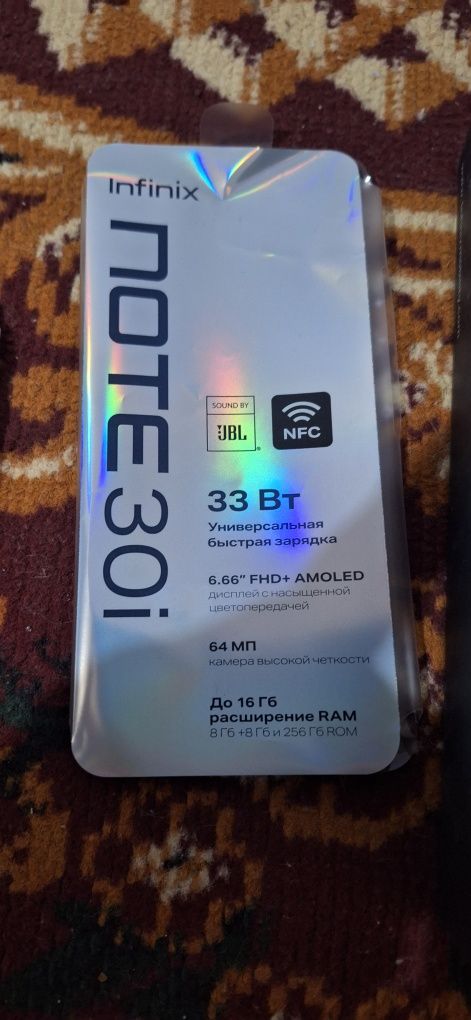 Infinix
NOTE 30i
SOUND BY
JBL
NFC
33 Вт
Универсальная
быстрая зарядка
6.66" FHD+ AMOLED
дисплей с насыщенной
цветопередачей
64 МП
камера высокой четкости
До 16 Гб
расширение RAM
8 Гб +8 Гб и 256 Гб ROM